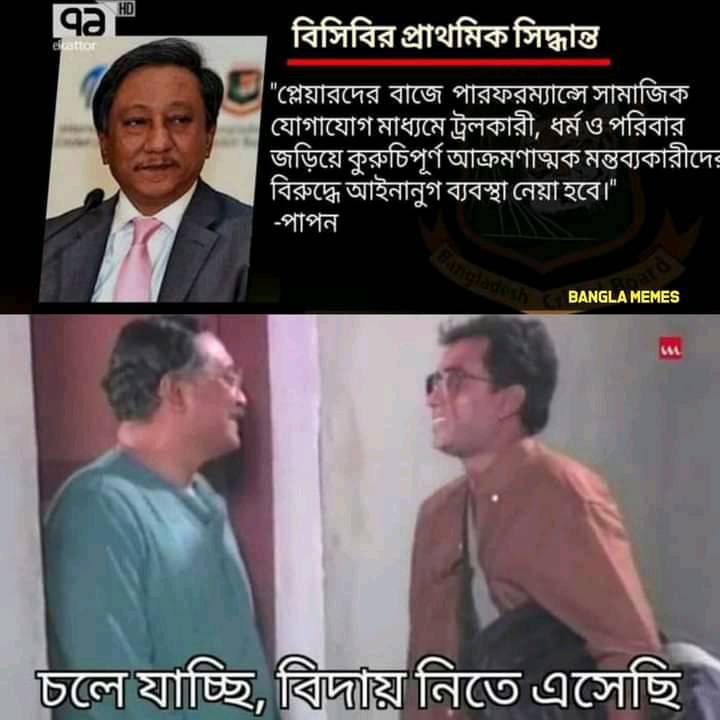 ৭১
HD
ekattor
বিসিবির প্রাথমিক সিদ্ধান্ত
"প্লেয়ারদের বাজে পারফরম্যান্সে সামাজিক
যোগাযোগ মাধ্যমে ট্রলকারী, ধর্ম ও পরিবার
জড়িয়ে কুরুচিপূর্ণ আক্রমণাত্মক মন্তব্যকারীদের
বিরুদ্ধে আইনানুগ ব্যবস্থা নেয়া হবে।"
-পাপন
Bangladesh Cricket Board
BANGLA MEMES
চলে যাচ্ছি, বিদায় নিতে এসেছি